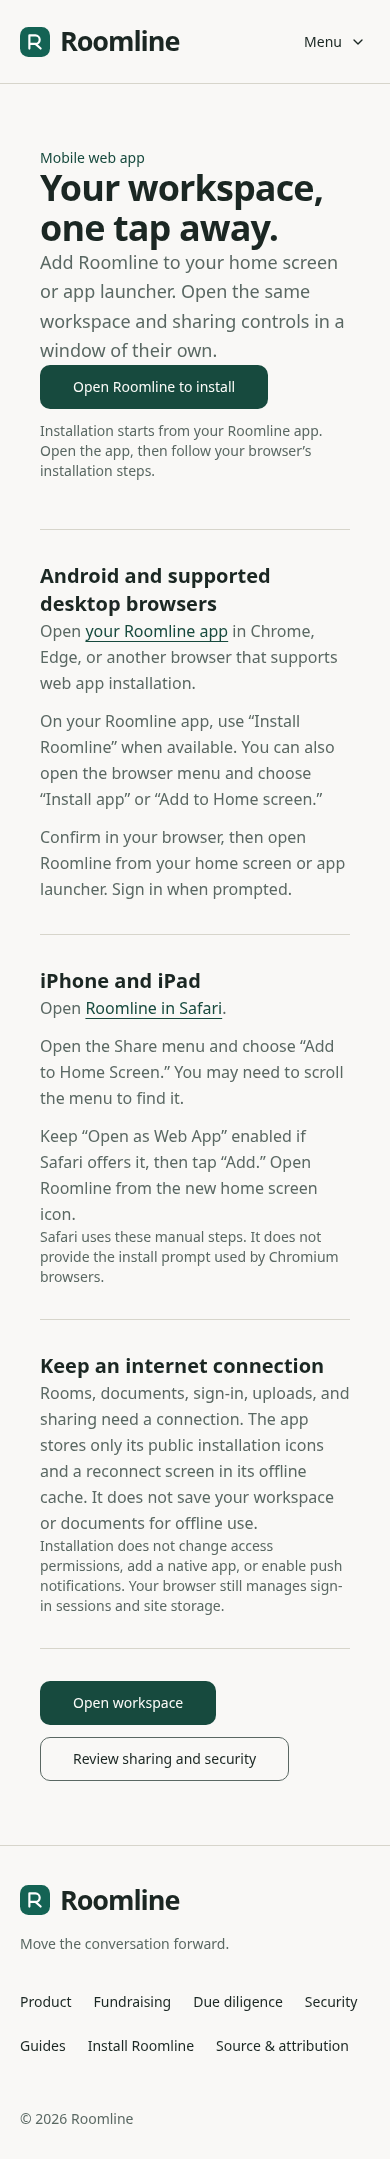 Roomline
Menu
Mobile web app
Your workspace,
one tap away.
Add Roomline to your home screen
or app launcher. Open the same
workspace and sharing controls in a
window of their own.
Open Roomline to install
Installation starts from your Roomline app.
Open the app, then follow your browser’s
installation steps.
Android and supported
desktop browsers
Open your Roomline app in Chrome,
Edge, or another browser that supports
web app installation.
On your Roomline app, use “Install
Roomline” when available. You can also
open the browser menu and choose
“Install app” or “Add to Home screen.”
Confirm in your browser, then open
Roomline from your home screen or app
launcher. Sign in when prompted.
iPhone and iPad
Open Roomline in Safari.
Open the Share menu and choose “Add
to Home Screen.” You may need to scroll
the menu to find it.
Keep “Open as Web App” enabled if
Safari offers it, then tap “Add.” Open
Roomline from the new home screen
icon.
Safari uses these manual steps. It does not
provide the install prompt used by Chromium
browsers.
Keep an internet connection
Rooms, documents, sign-in, uploads, and
sharing need a connection. The app
stores only its public installation icons
and a reconnect screen in its offline
cache. It does not save your workspace
or documents for offline use.
Installation does not change access
permissions, add a native app, or enable push
notifications. Your browser still manages sign-
in sessions and site storage.
Open workspace
Review sharing and security
Roomline
Move the conversation forward.
Product Fundraising Due diligence Security
Guides Install Roomline Source & attribution
© 2026 Roomline